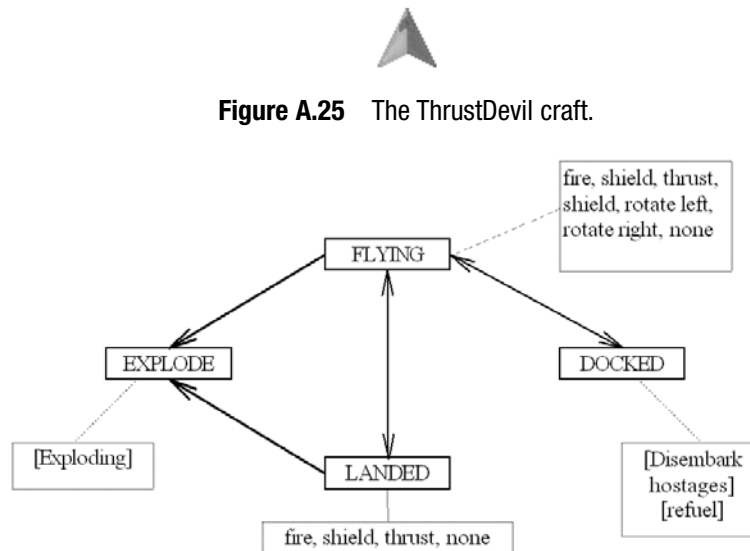 Figure A.25 The ThrustDevil craft.
fire, shield, thrust,
shield, rotate left,
rotate right, none
FLYING
EXPLODE
DOCKED
[Exploding]
LANDED
[Disembark
hostages]
[refuel]
fire, shield, thrust, none